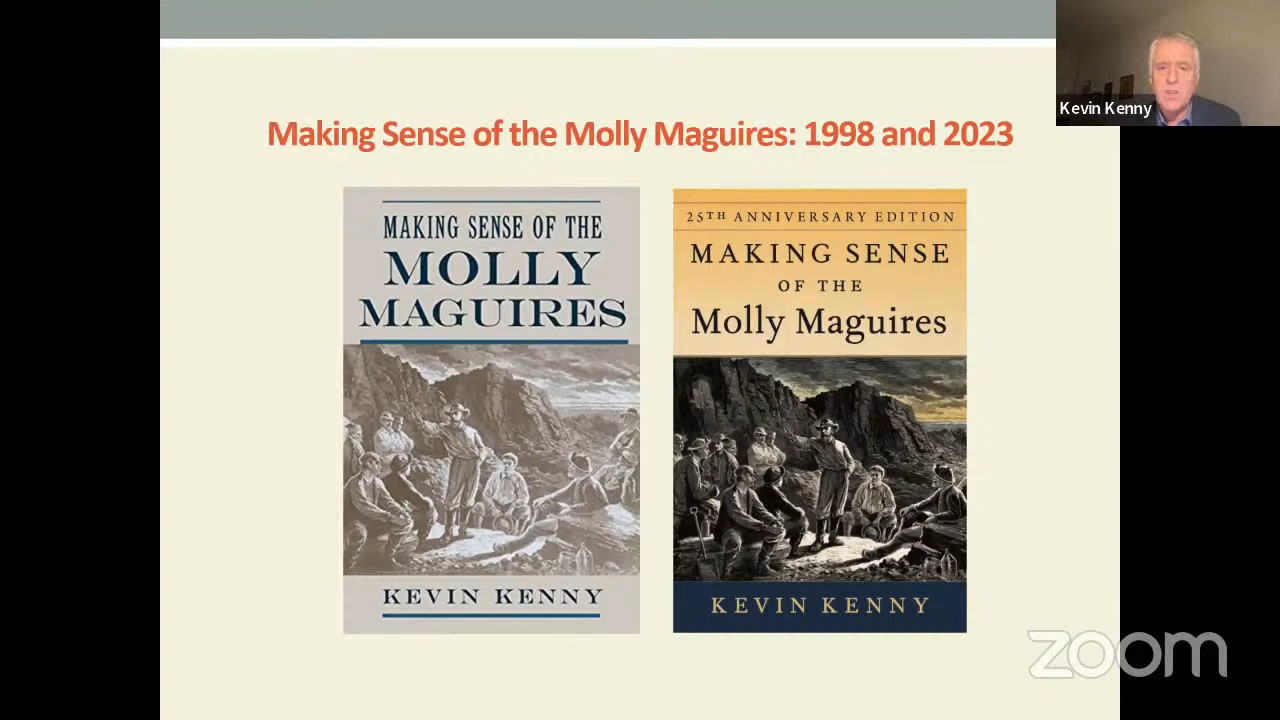 Kevin Kenny
Making Sense of the Molly Maguires: 1998 and 2023
MAKING SENSE OF THE
MOLLY
MAGUIRES
KEVIN KENNY
25TH ANNIVERSARY EDITION
MAKING SENSE
OF THE
Molly Maguires
KEVIN KENNY
zoom